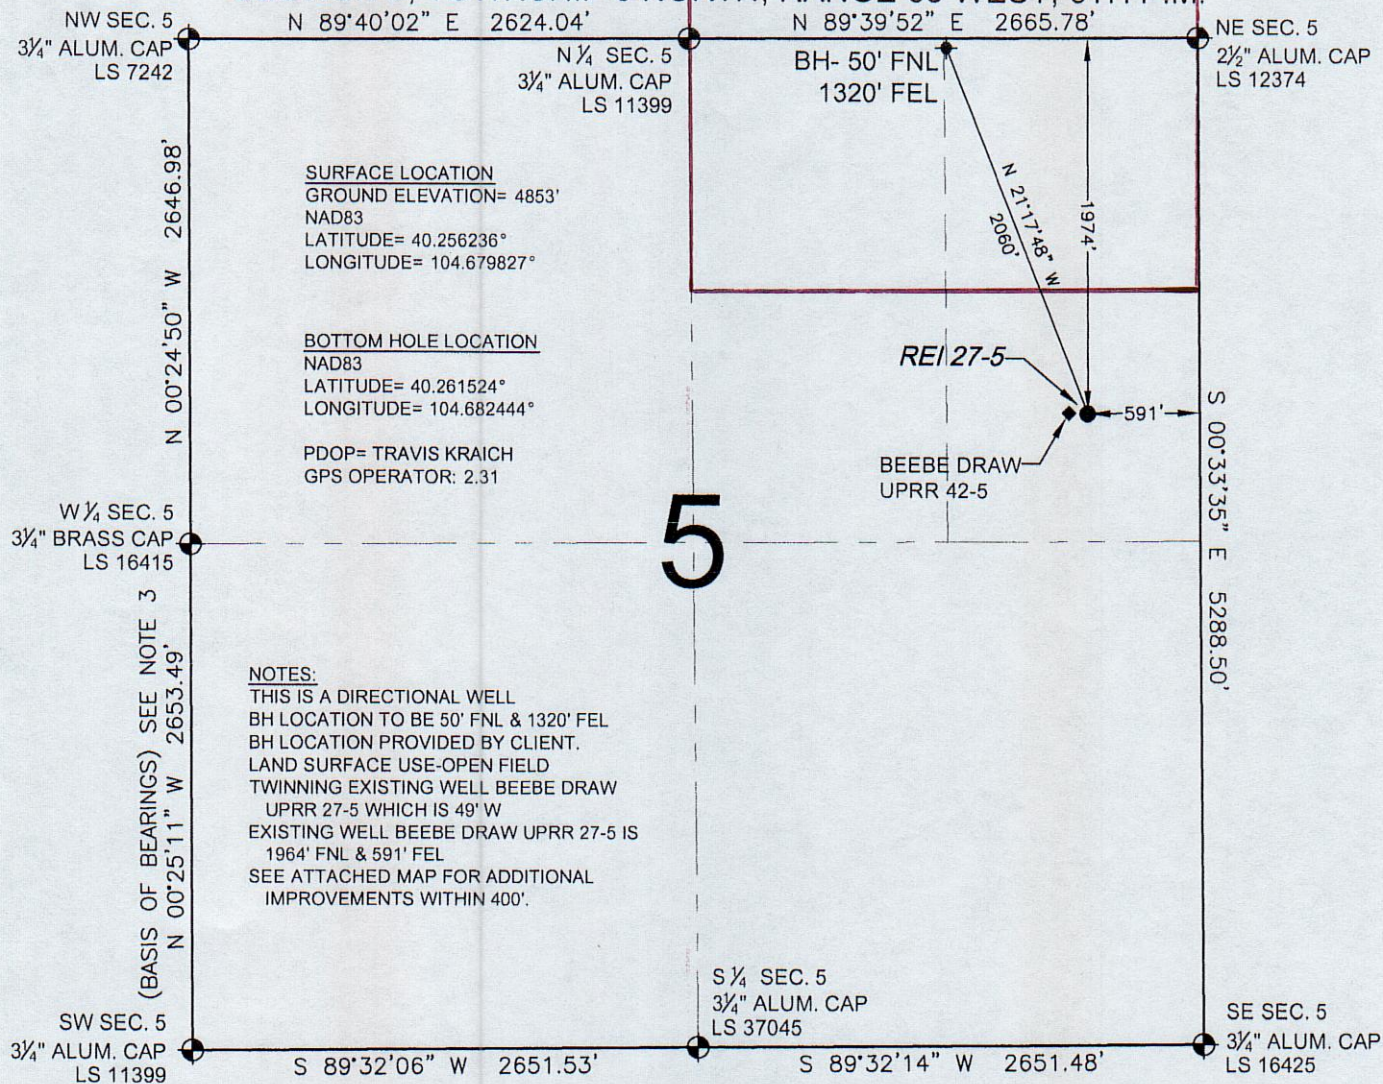 N 89°40'02" E 2624.04'
N 89°39'52" E 2665.78'
NW SEC. 5
3¼" ALUM. CAP
LS 7242
N ¼ SEC. 5
3¼" ALUM. CAP
LS 11399
BH- 50' FNL
1320' FEL
NE SEC. 5
2½" ALUM. CAP
LS 12374
N 00°24'50" W 2646.98'
SURFACE LOCATION
GROUND ELEVATION= 4853'
NAD83
LATITUDE= 40.256236°
LONGITUDE= 104.679827°
BOTTOM HOLE LOCATION
NAD83
LATITUDE= 40.261524°
LONGITUDE= 104.682444°
PDOP= TRAVIS KRAICH
GPS OPERATOR: 2.31
N 21°17'48" W
2060'
1974'
REI 27-5
591'
BEEBE DRAW
UPRR 42-5
S 00°33'35" E 5288.50'
W ¼ SEC. 5
3¼" BRASS CAP
LS 16415
5
(BASIS OF BEARINGS) SEE NOTE 3
N 00°25'11" W 2653.49'
NOTES:
THIS IS A DIRECTIONAL WELL
BH LOCATION TO BE 50' FNL & 1320' FEL
BH LOCATION PROVIDED BY CLIENT.
LAND SURFACE USE-OPEN FIELD
TWINNING EXISTING WELL BEEBE DRAW
UPRR 27-5 WHICH IS 49' W
EXISTING WELL BEEBE DRAW UPRR 27-5 IS
1964' FNL & 591' FEL
SEE ATTACHED MAP FOR ADDITIONAL
IMPROVEMENTS WITHIN 400'.
SW SEC. 5
3¼" ALUM. CAP
LS 11399
S ¼ SEC. 5
3¼" ALUM. CAP
LS 37045
SE SEC. 5
3¼" ALUM. CAP
LS 16425
S 89°32'06" W 2651.53'
S 89°32'14" W 2651.48'